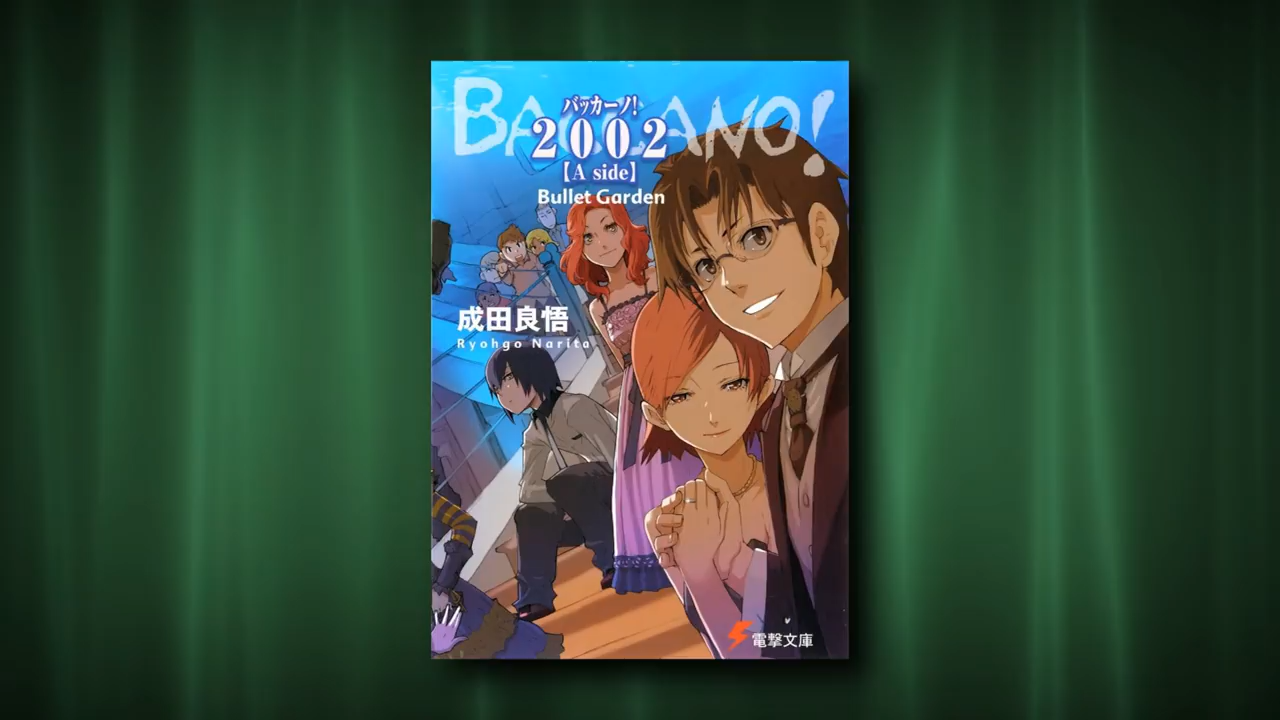 BACCANO!
バッカーノ!
2002
【A side】
Bullet Garden
成田良悟
Ryohgo Narita
電撃文庫